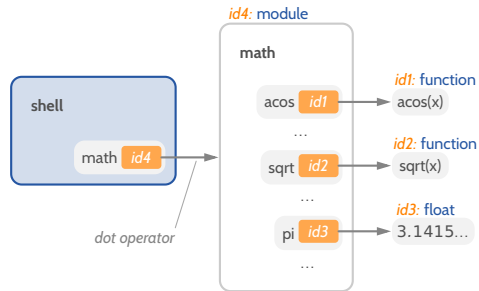 id4: module
math
shell
math id4
dot operator
acos id1
...
sqrt id2
...
pi id3
...
id1: function
acos(x)
id2: function
sqrt(x)
id3: float
3.1415...